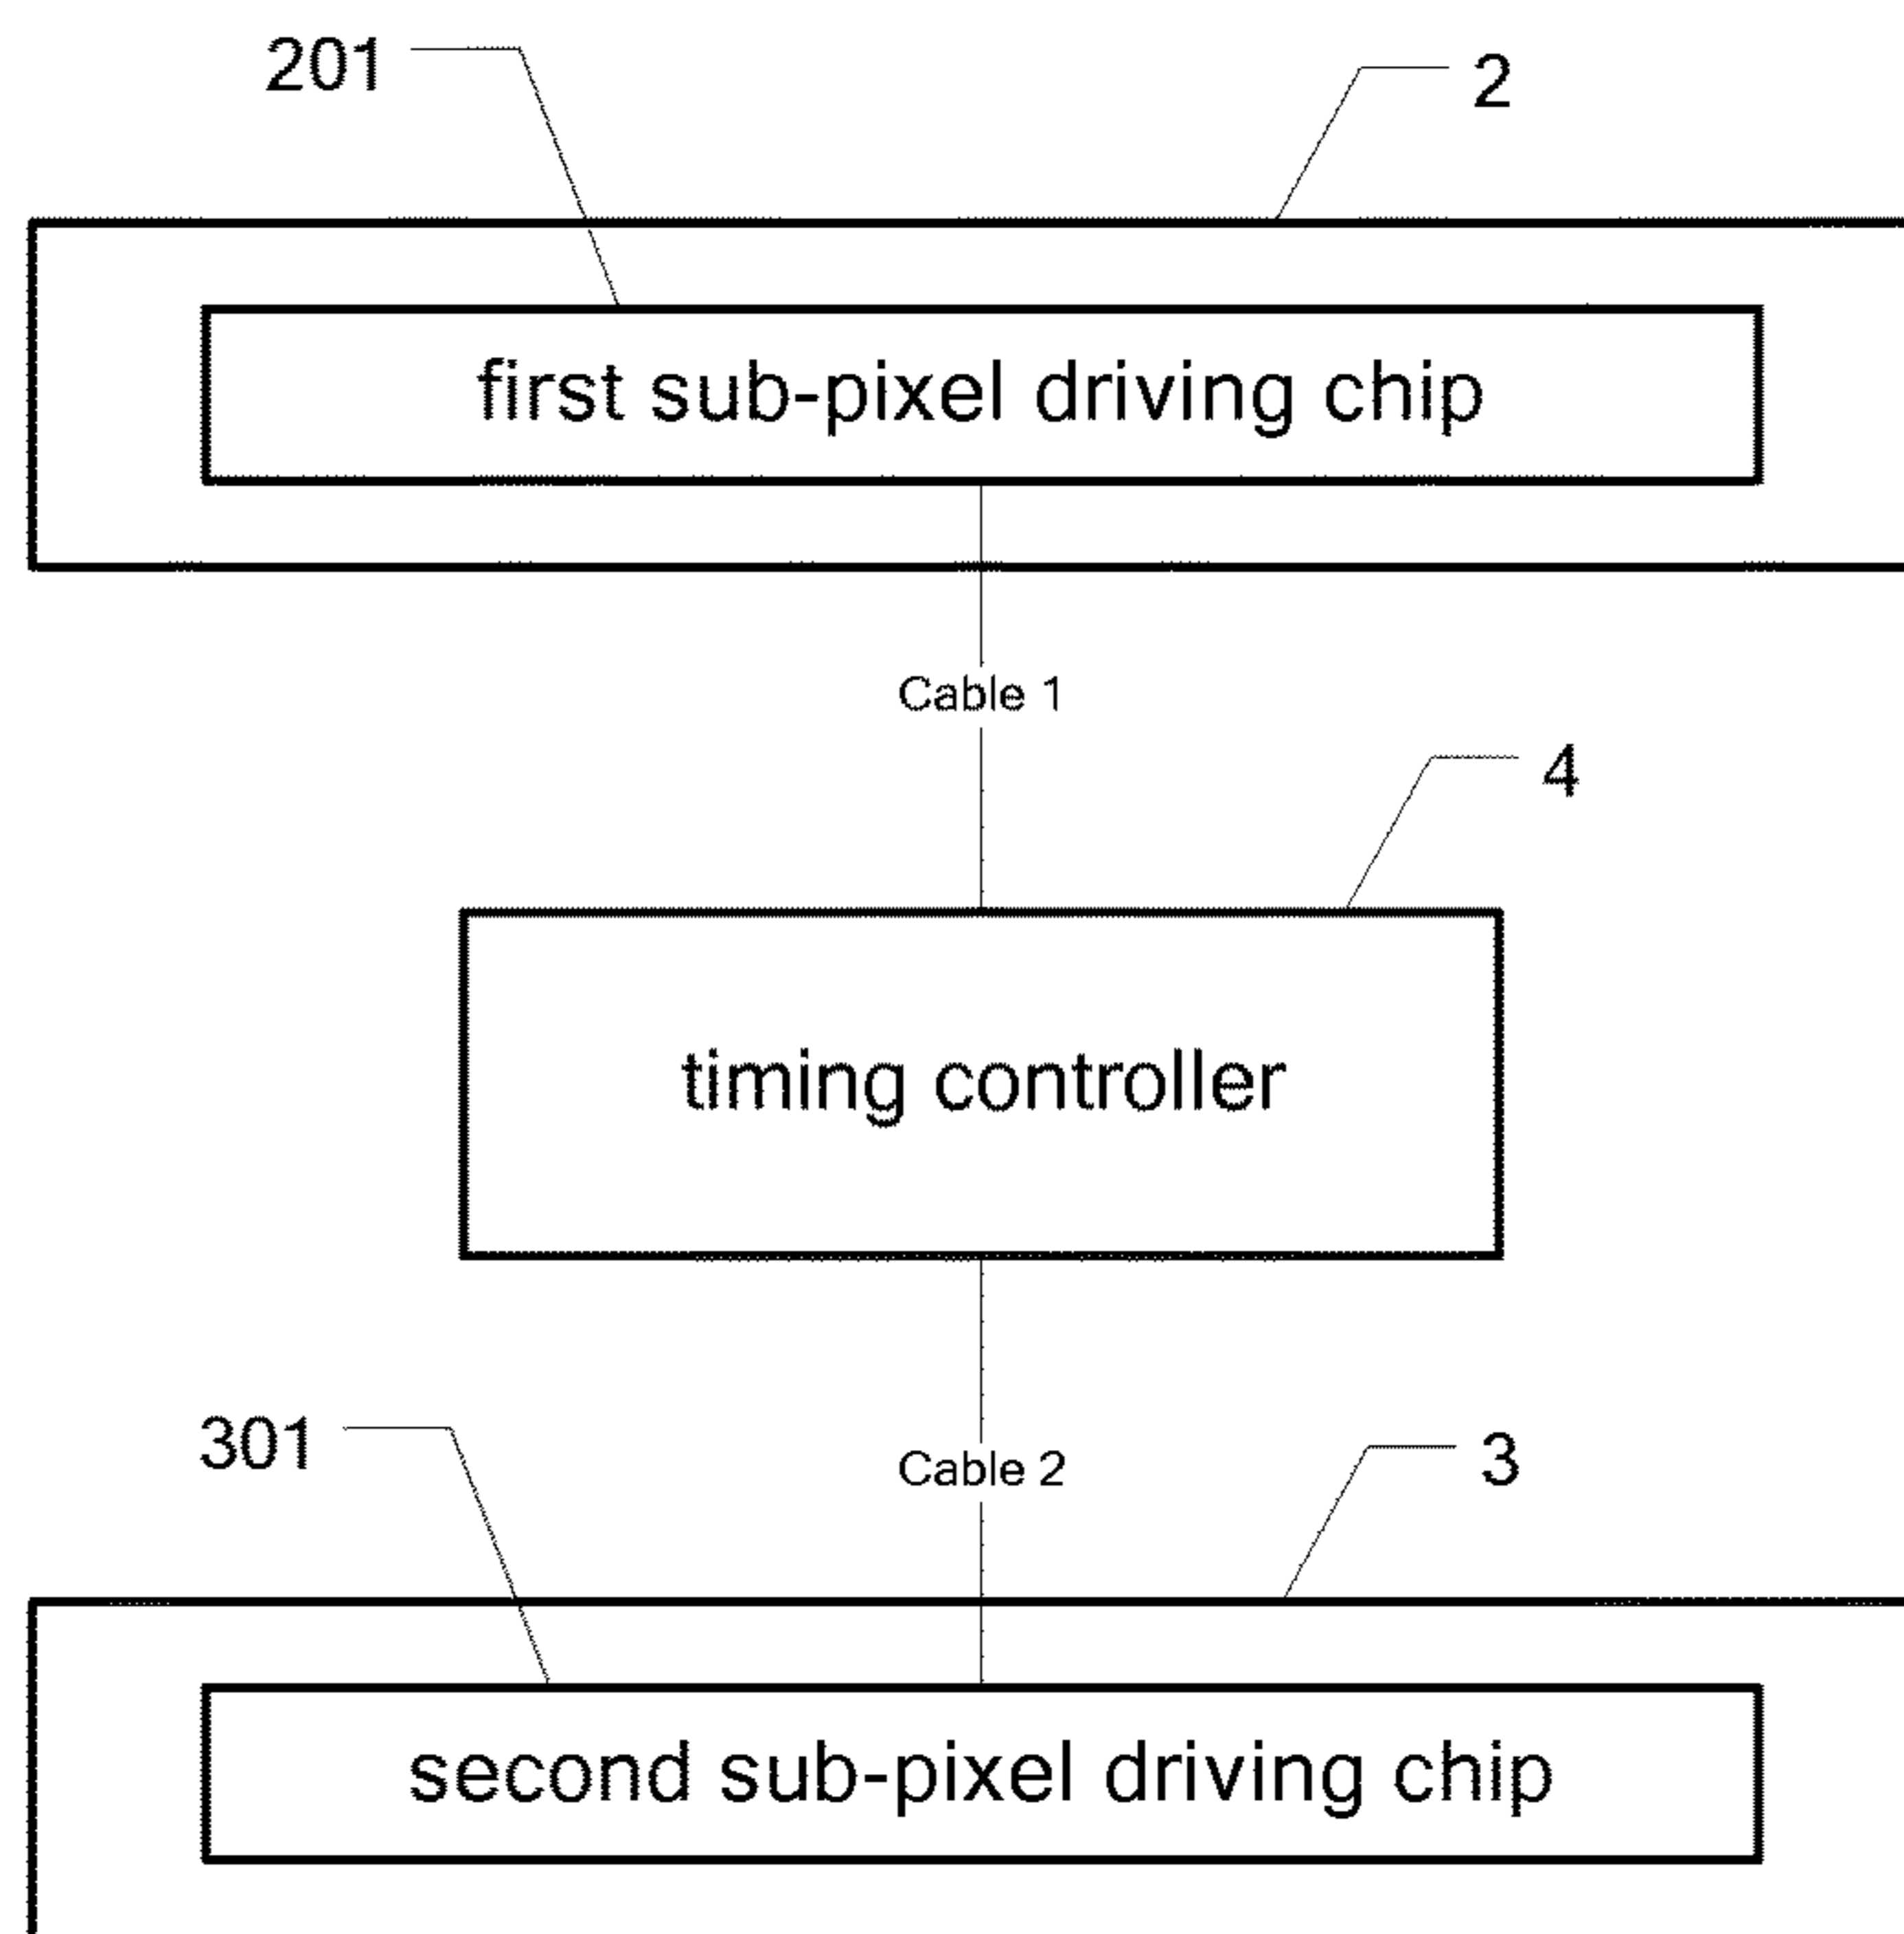 201
2
first sub-pixel driving chip
Cable 1
4
timing controller
301
Cable 2
3
second sub-pixel driving chip